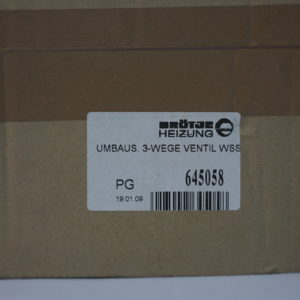 BRÖTJE
HEIZUNG
UMBAUS. 3-WEGE VENTIL WSS
PG
645058
19.01.09